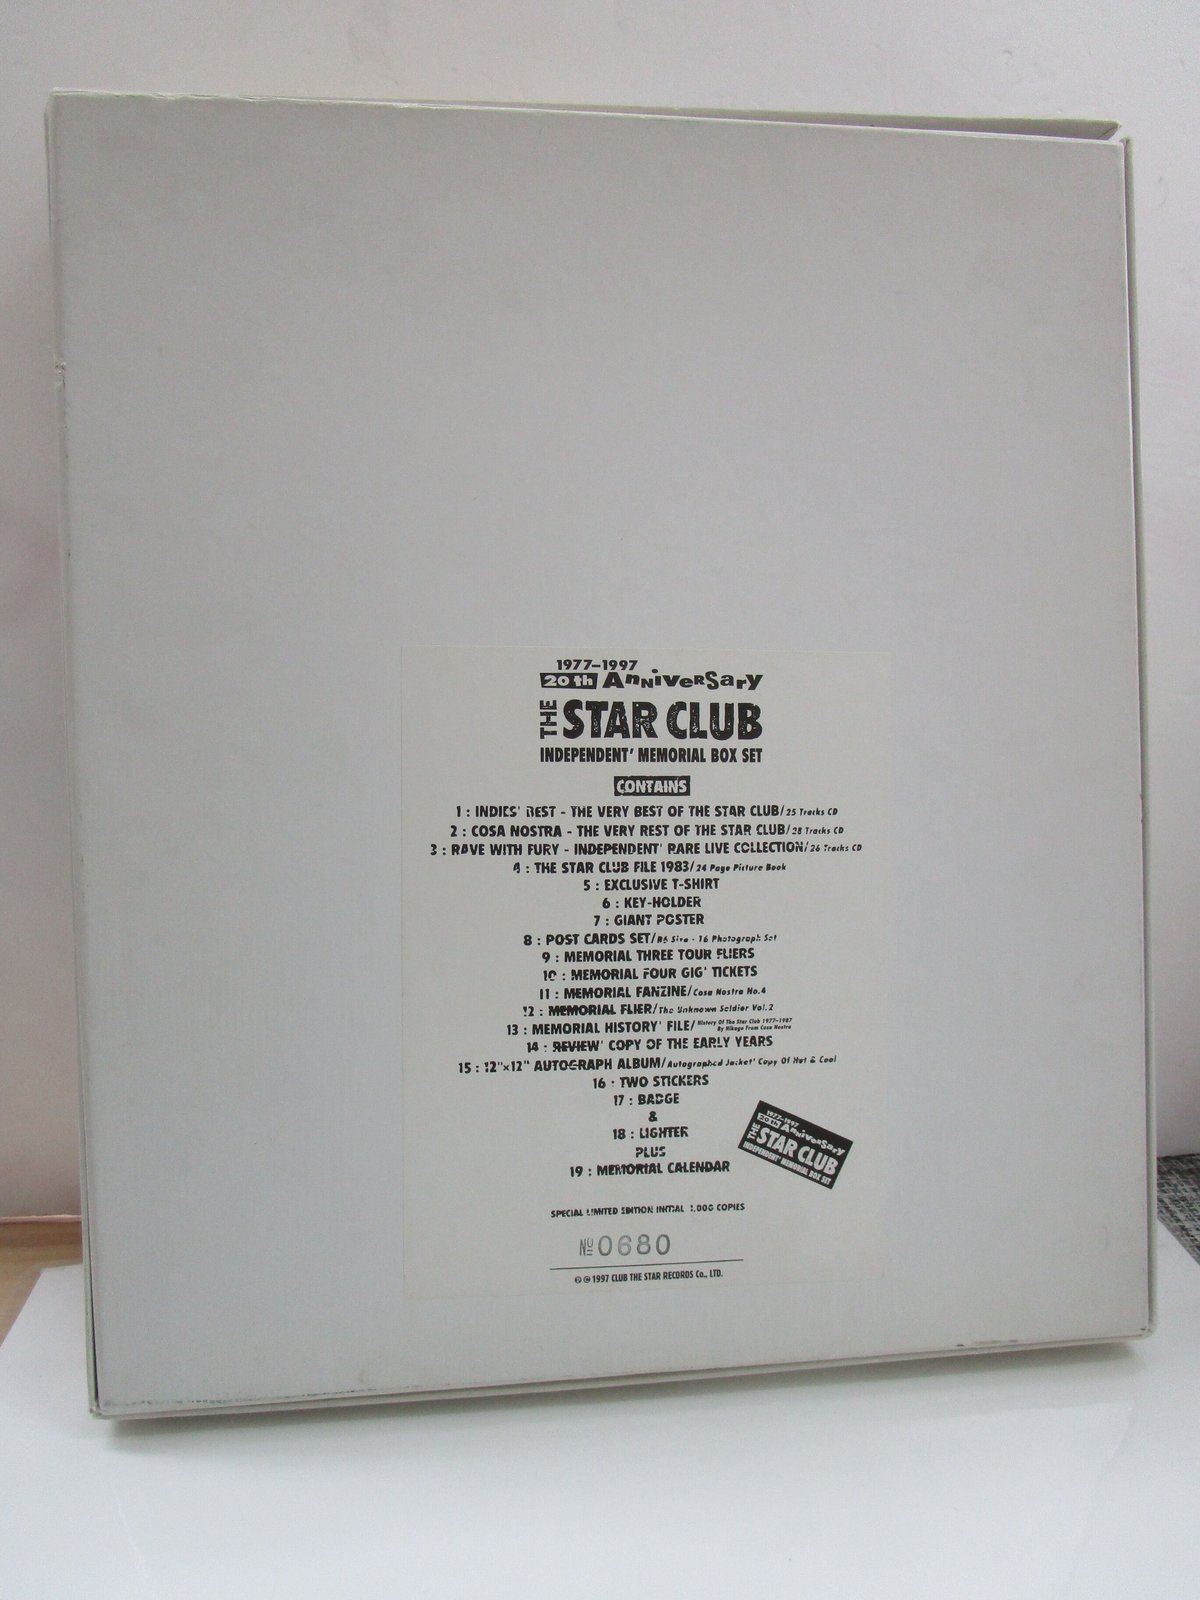 1977–1997
20th Anniversary
THE STAR CLUB
INDEPENDENT' MEMORIAL BOX SET
CONTAINS
1 : INDIES' BEST - THE VERY BEST OF THE STAR CLUB/25 Tracks CD
2 : COSA NOSTRA - THE VERY REST OF THE STAR CLUB/28 Tracks CD
3 : RAVE WITH FURY - INDEPENDENT' RARE LIVE COLLECTION/26 Tracks CD
4 : THE STAR CLUB FILE 1983/24 Page Picture Book
5 : EXCLUSIVE T-SHIRT
6 : KEY-HOLDER
7 : GIANT POSTER
8 : POST CARDS SET/R6 Size - 16 Photograph Set
9 : MEMORIAL THREE TOUR FLIERS
10 : MEMORIAL FOUR GIG' TICKETS
11 : MEMORIAL FANZINE/Cosa Nostra No.4
12 : MEMORIAL FLIER/The Unknown Soldier Vol.2
13 : MEMORIAL HISTORY' FILE/History Of The Star Club 1977-1987
By Hikage From Cosa Nostra
14 : REVIEW' COPY OF THE EARLY YEARS
15 : 12"×12" AUTOGRAPH ALBUM/Autographed Jacket' Copy Of Hot & Cool
16 : TWO STICKERS
17 : BADGE
&
18 : LIGHTER
PLUS
19 : MEMORIAL CALENDAR
1977-1997
20th Anniversary
THE STAR CLUB
INDEPENDENT' MEMORIAL BOX SET
SPECIAL LIMITED EDITION INITIAL 1,000 COPIES
№ 0680
℗ © 1997 CLUB THE STAR RECORDS Co., LTD.